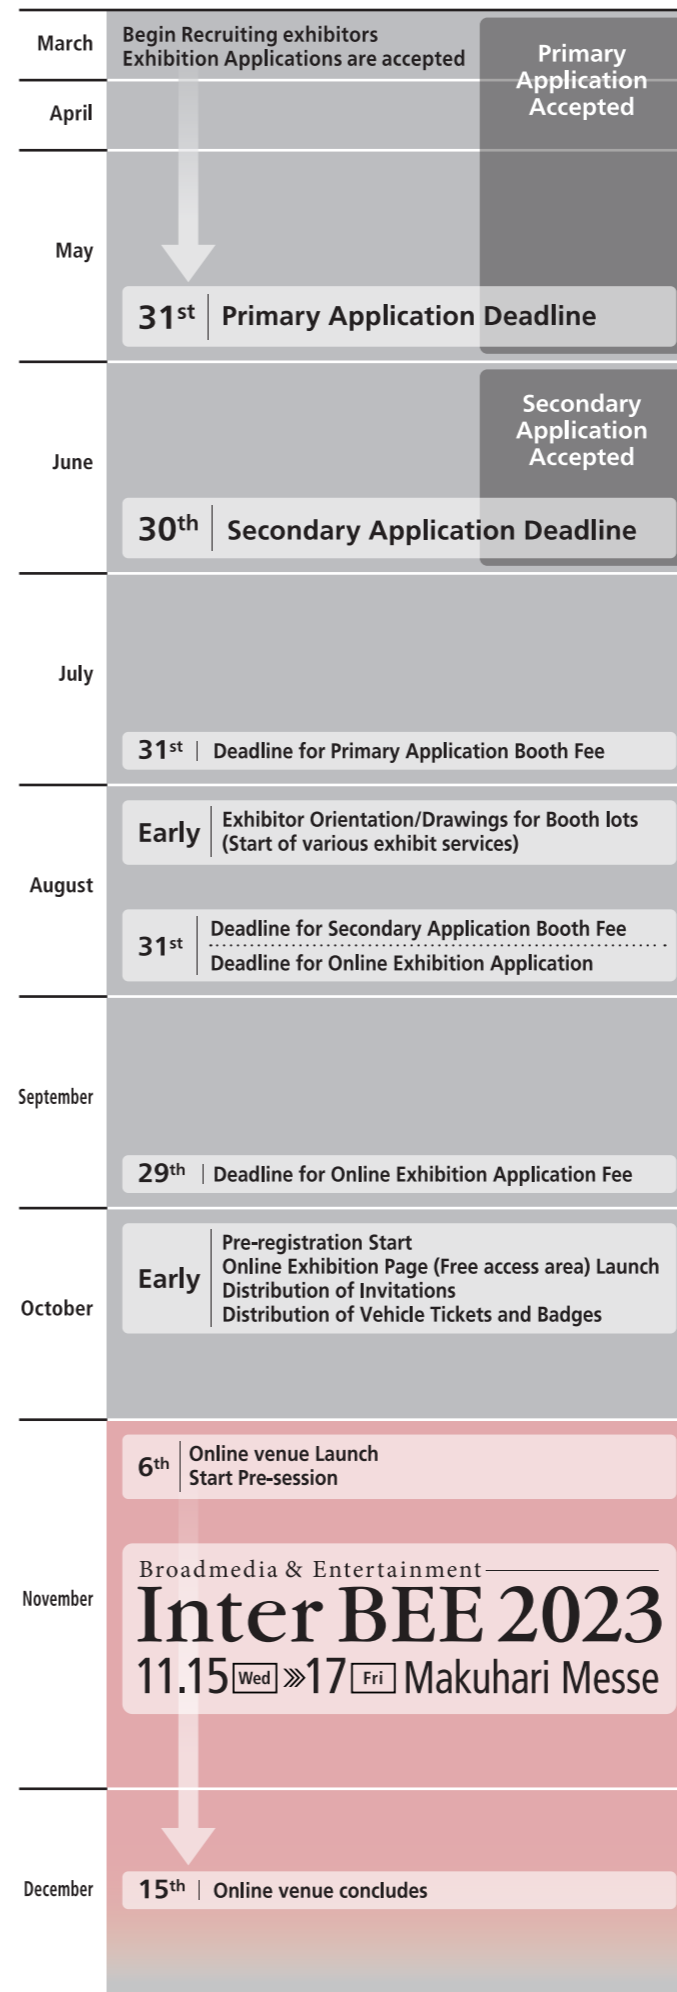 March
Begin Recruiting exhibitors
Exhibition Applications are accepted
Primary
Application
Accepted
April
May
31st Primary Application Deadline
Secondary
Application
Accepted
June
30th Secondary Application Deadline
July
31st Deadline for Primary Application Booth Fee
Early
Exhibitor Orientation/Drawings for Booth lots
(Start of various exhibit services)
August
31st
Deadline for Secondary Application Booth Fee
Deadline for Online Exhibition Application
September
29th Deadline for Online Exhibition Application Fee
Early
Pre-registration Start
Online Exhibition Page (Free access area) Launch
Distribution of Invitations
Distribution of Vehicle Tickets and Badges
October
6th
Online venue Launch
Start Pre-session
November
Broadmedia & Entertainment
Inter BEE 2023
11.15 Wed 17 Fri Makuhari Messe
December
15th Online venue concludes